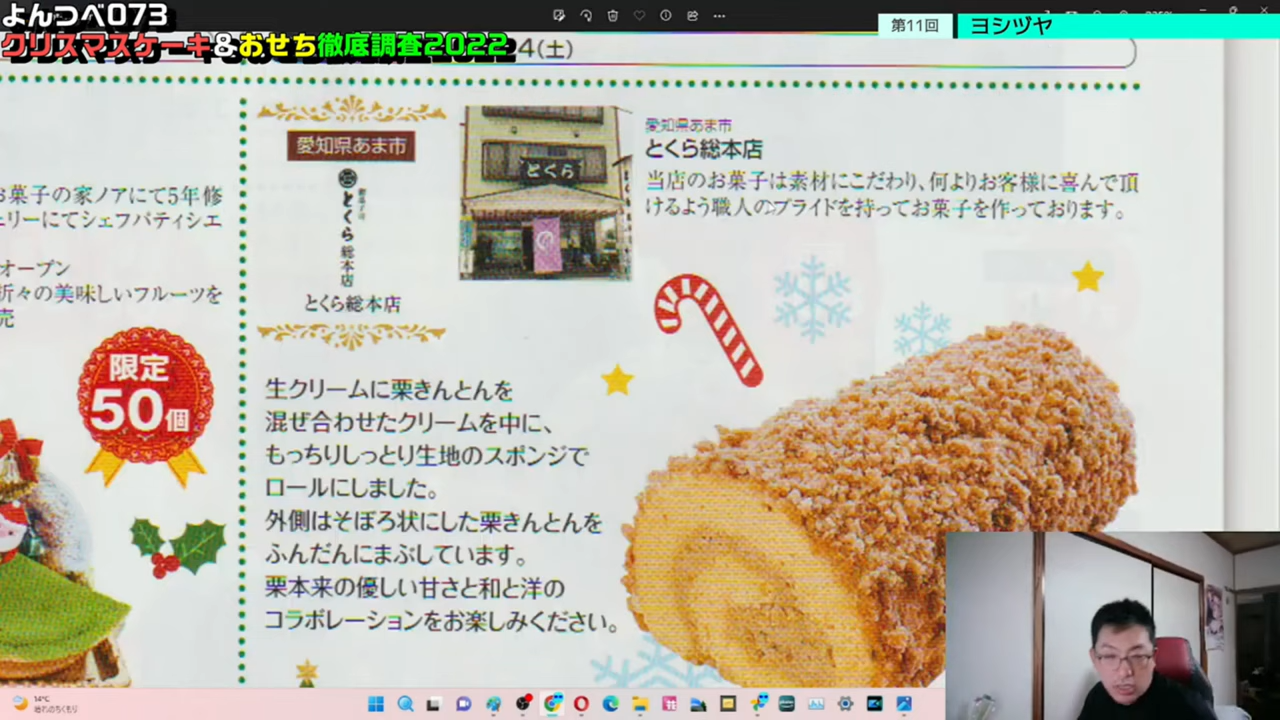 よんつべ073
クリスマスケーキ&おせち徹底調査2022
第11回
ヨシヅヤ
4(土)
お菓子の家ノアにて5年修
ェリーにてシェフパティシエ
オープン
折々の美味しいフルーツを
売
限定
50個
愛知県あま市
とくら総本店
とくら総本店
とくら
愛知県あま市
とくら総本店
当店のお菓子は素材にこだわり、何よりお客様に喜んで頂
けるよう職人のプライドを持ってお菓子を作っております。
生クリームに栗きんとんを
混ぜ合わせたクリームを中に、
もっちりしっとり生地のスポンジで
ロールにしました。
外側はそぼろ状にした栗きんとんを
ふんだんにまぶしています。
栗本来の優しい甘さと和と洋の
コラボレーションをお楽しみください。
14℃
晴れのちくもり